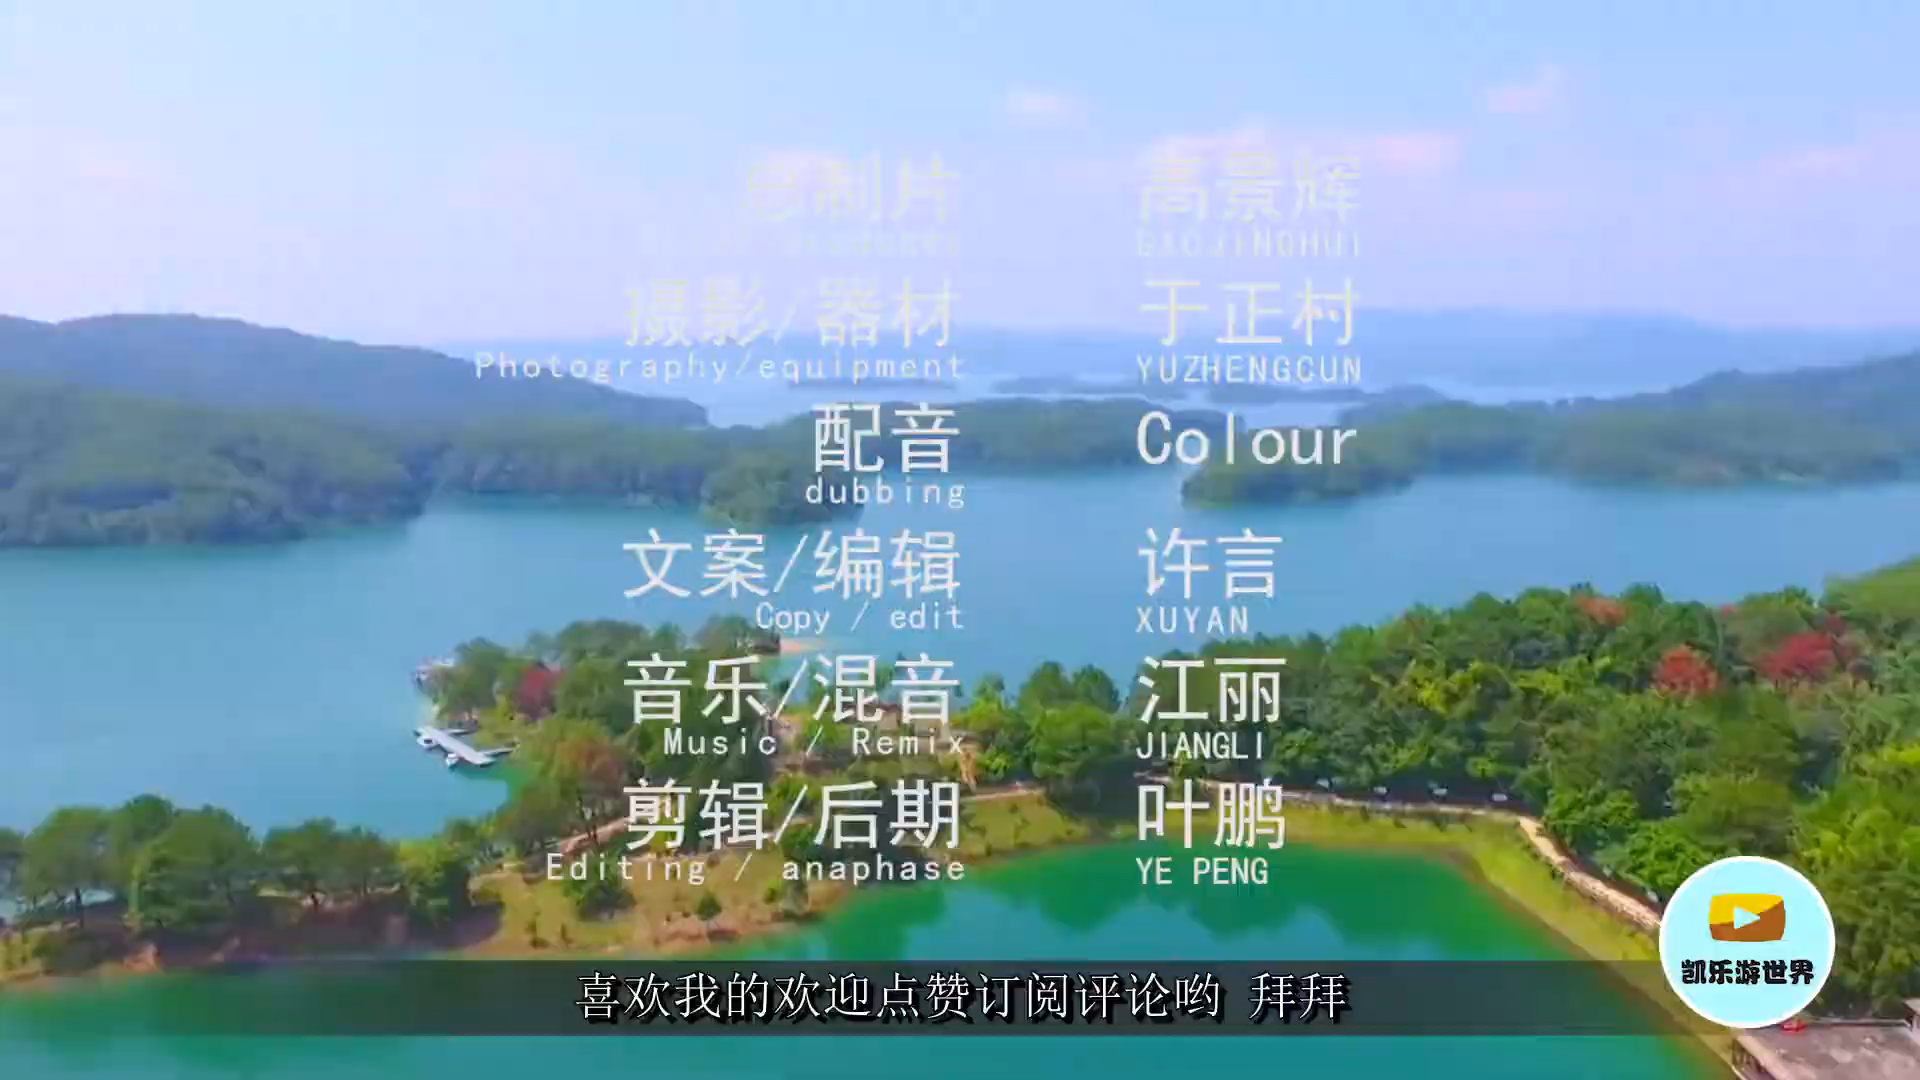 总制片 高景辉
GAOJINGHUI
摄影/器材 于正村
Photography/equipment YUZHENGCUN
配音 Colour
dubbing
文案/编辑 许言
Copy / edit XUYAN
音乐/混音 江丽
Music / Remix JIANGLI
剪辑/后期 叶鹏
Editing / anaphase YE PENG
凯乐游世界
喜欢我的欢迎点赞订阅评论哟 拜拜